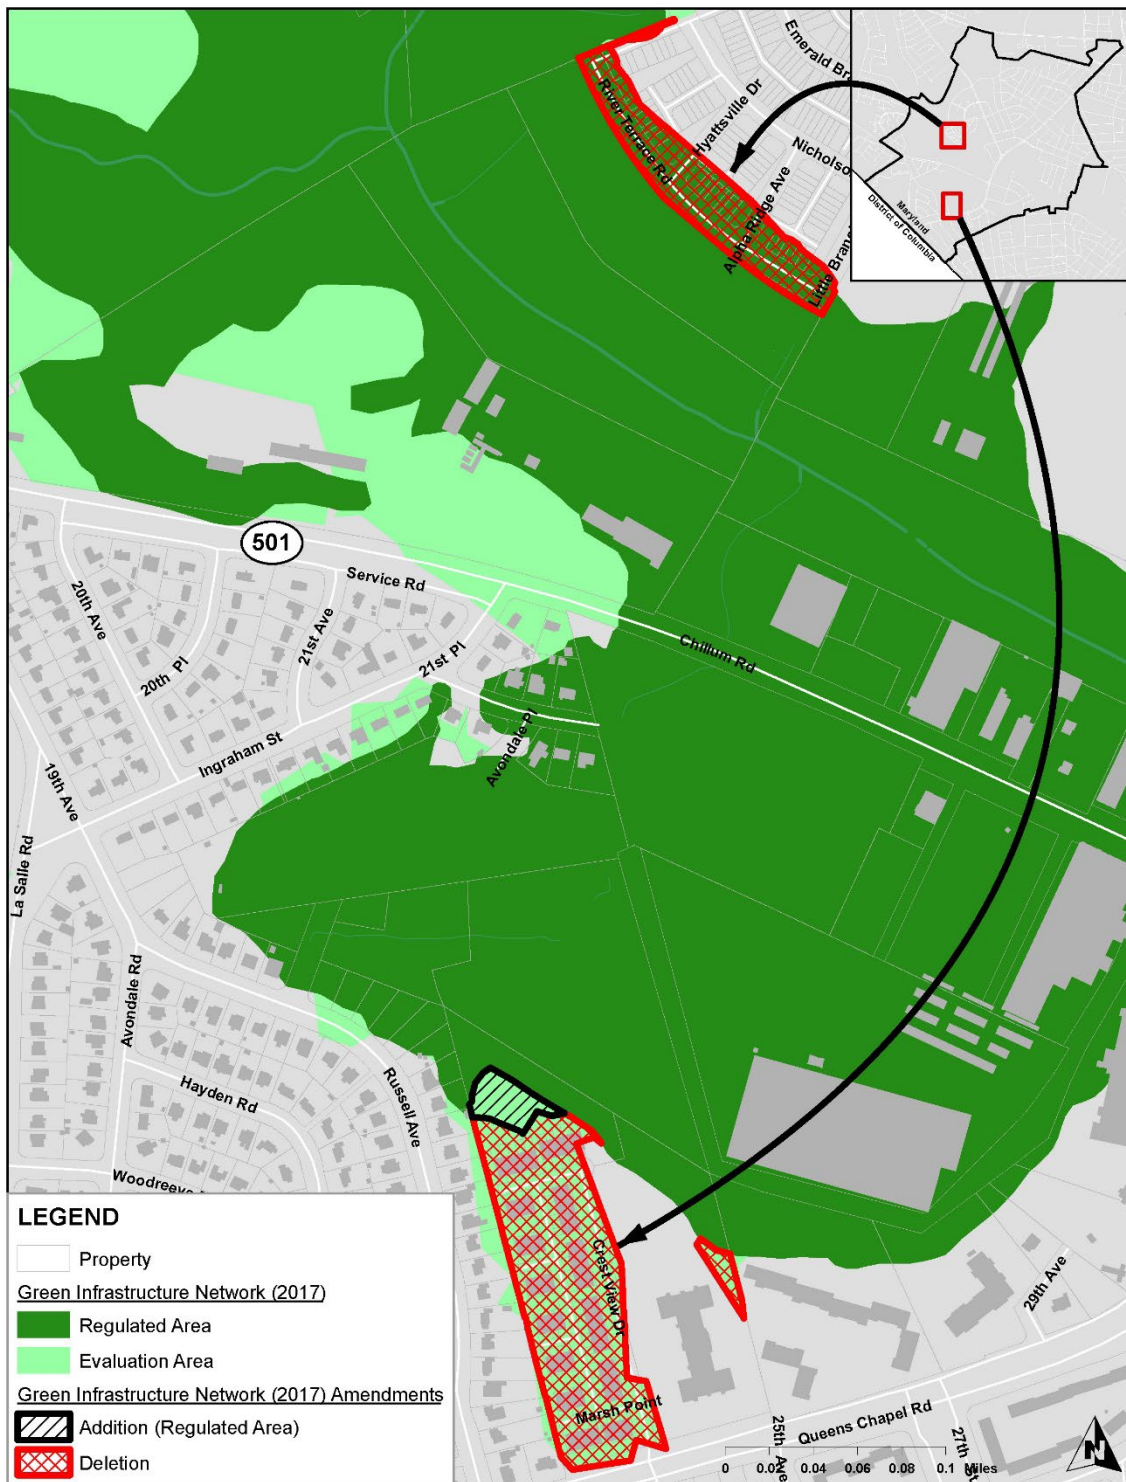 Emerald Bra
Hyattsville Dr
River Terrace Rd
Nicholso
Alpha Ridge Ave
Little Branc
Maryland
District of Columbia
501
Service Rd
20th Ave
21st Ave
20th Pl
21st Pl
Chillum Rd
Ingraham St
Avondale Pl
19th Ave
La Salle Rd
Avondale Rd
Hayden Rd
Russell Ave
Woodreeve
Crest View Dr
29th Ave
Marsh Point
Queens Chapel Rd
25th Ave
27th St
0 0.02 0.04 0.06 0.08 0.1 Miles
N
LEGEND
Property
Green Infrastructure Network (2017)
Regulated Area
Evaluation Area
Green Infrastructure Network (2017) Amendments
Addition (Regulated Area)
Deletion